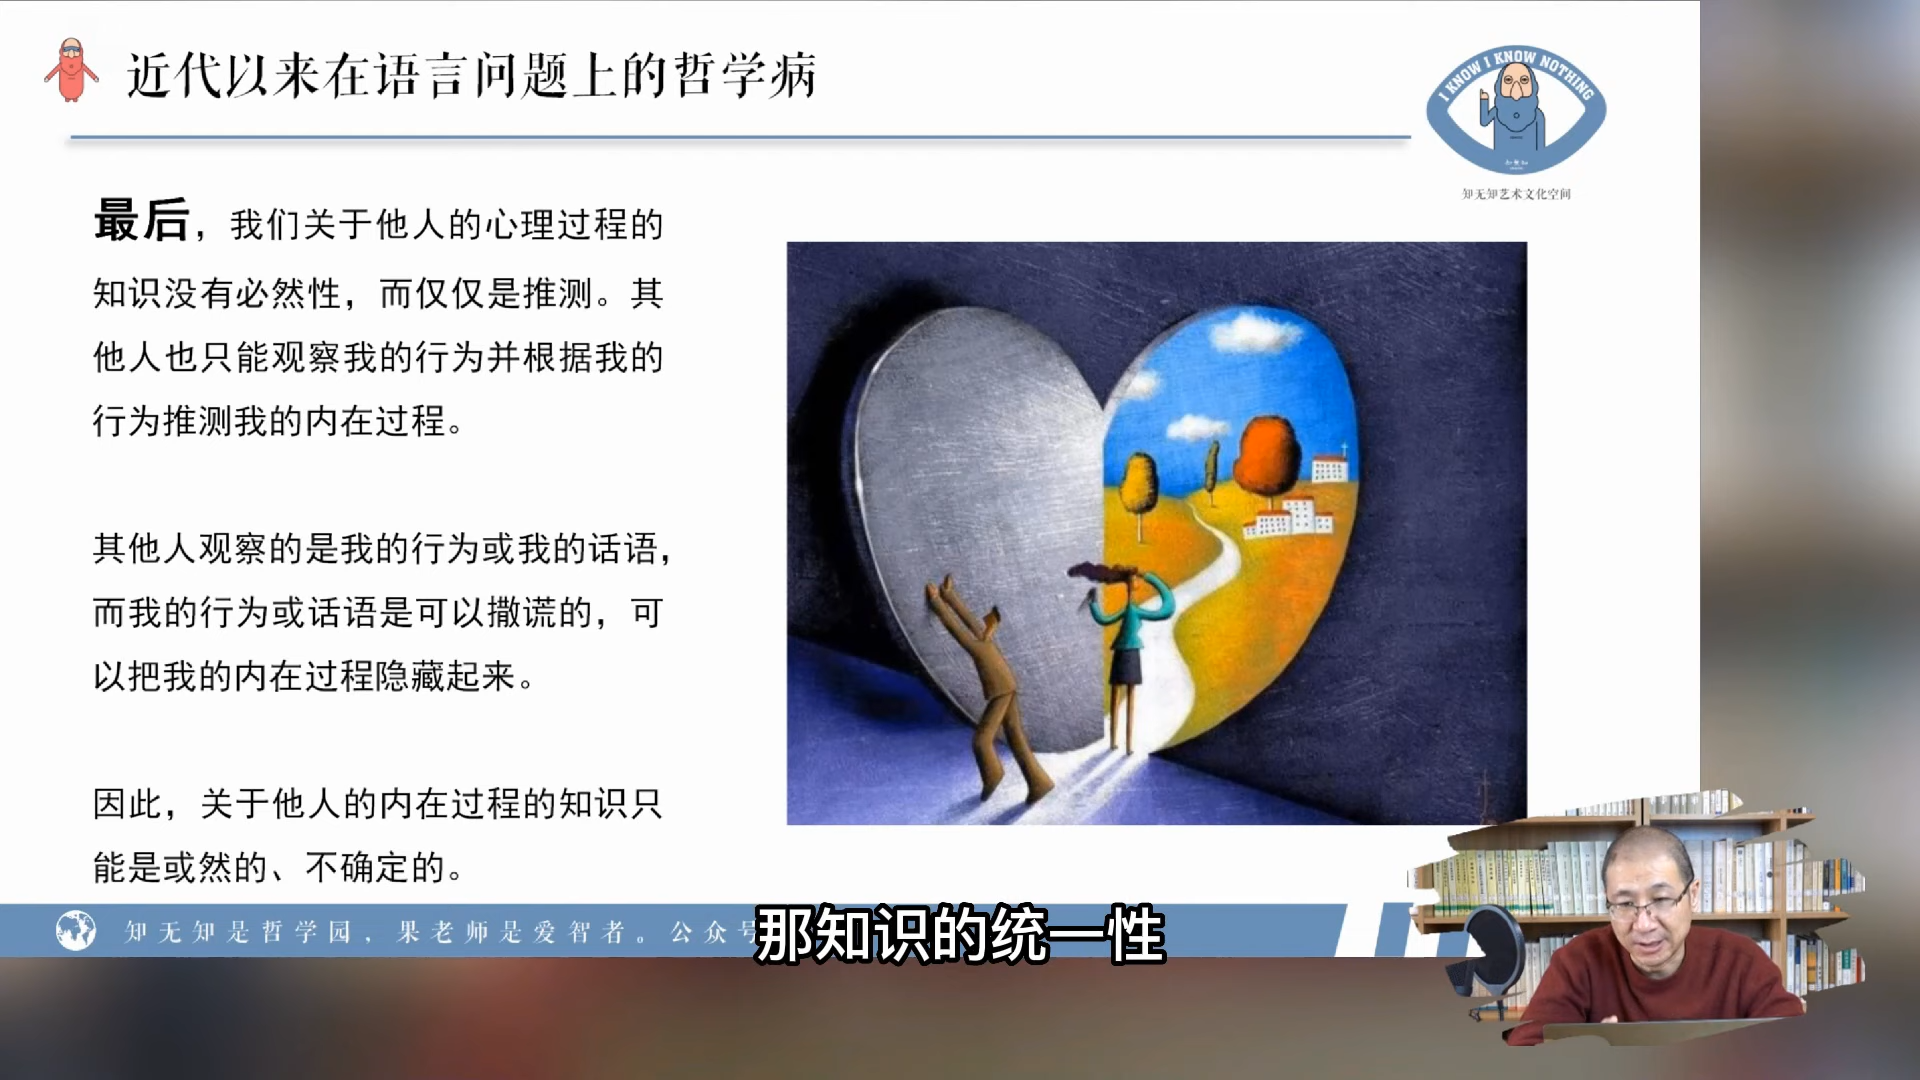 近代以来在语言问题上的哲学病
I KNOW I KNOW NOTHING
知无知艺术文化空间
最后，我们关于他人的心理过程的
知识没有必然性，而仅仅是推测。其
他人也只能观察我的行为并根据我的
行为推测我的内在过程。
其他人观察的是我的行为或我的话语，
而我的行为或话语是可以撒谎的，可
以把我的内在过程隐藏起来。
因此，关于他人的内在过程的知识只
能是或然的、不确定的。
知无知是哲学园，果老师是爱智者。公众号
那知识的统一性